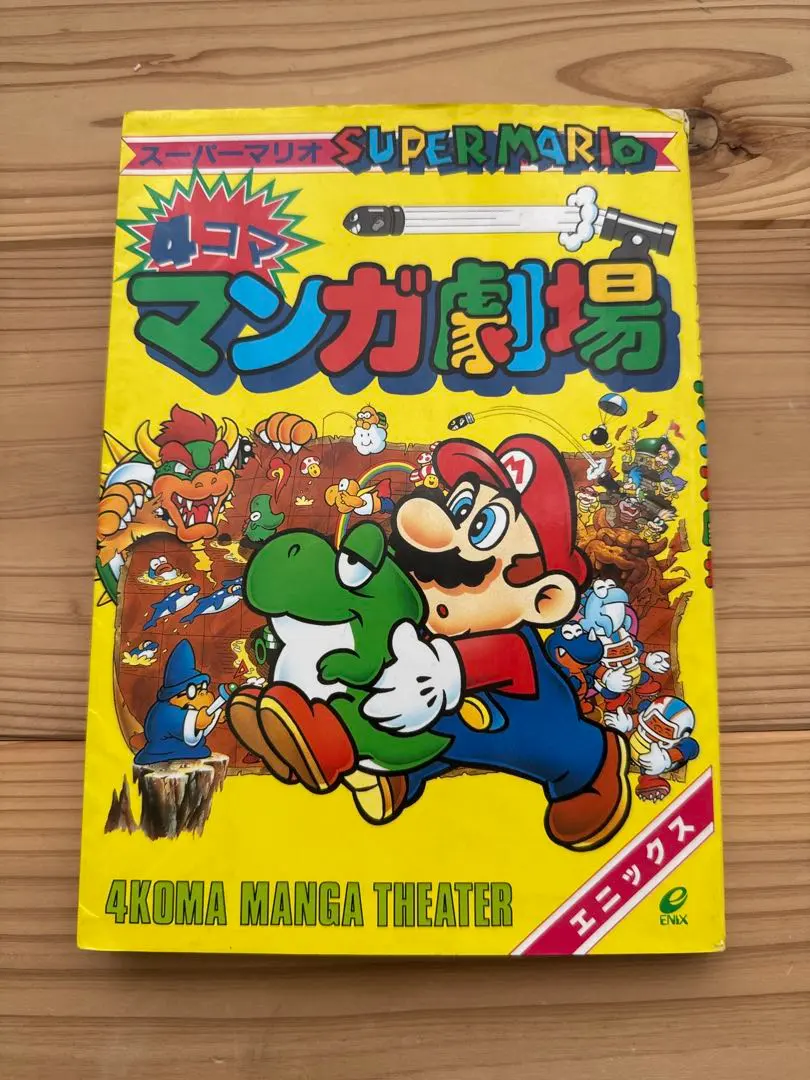 スーパーマリオ SUPER MARIO
4コマ
マンガ劇場
M
4KOMA MANGA THEATER
エニックス
e
ENIX